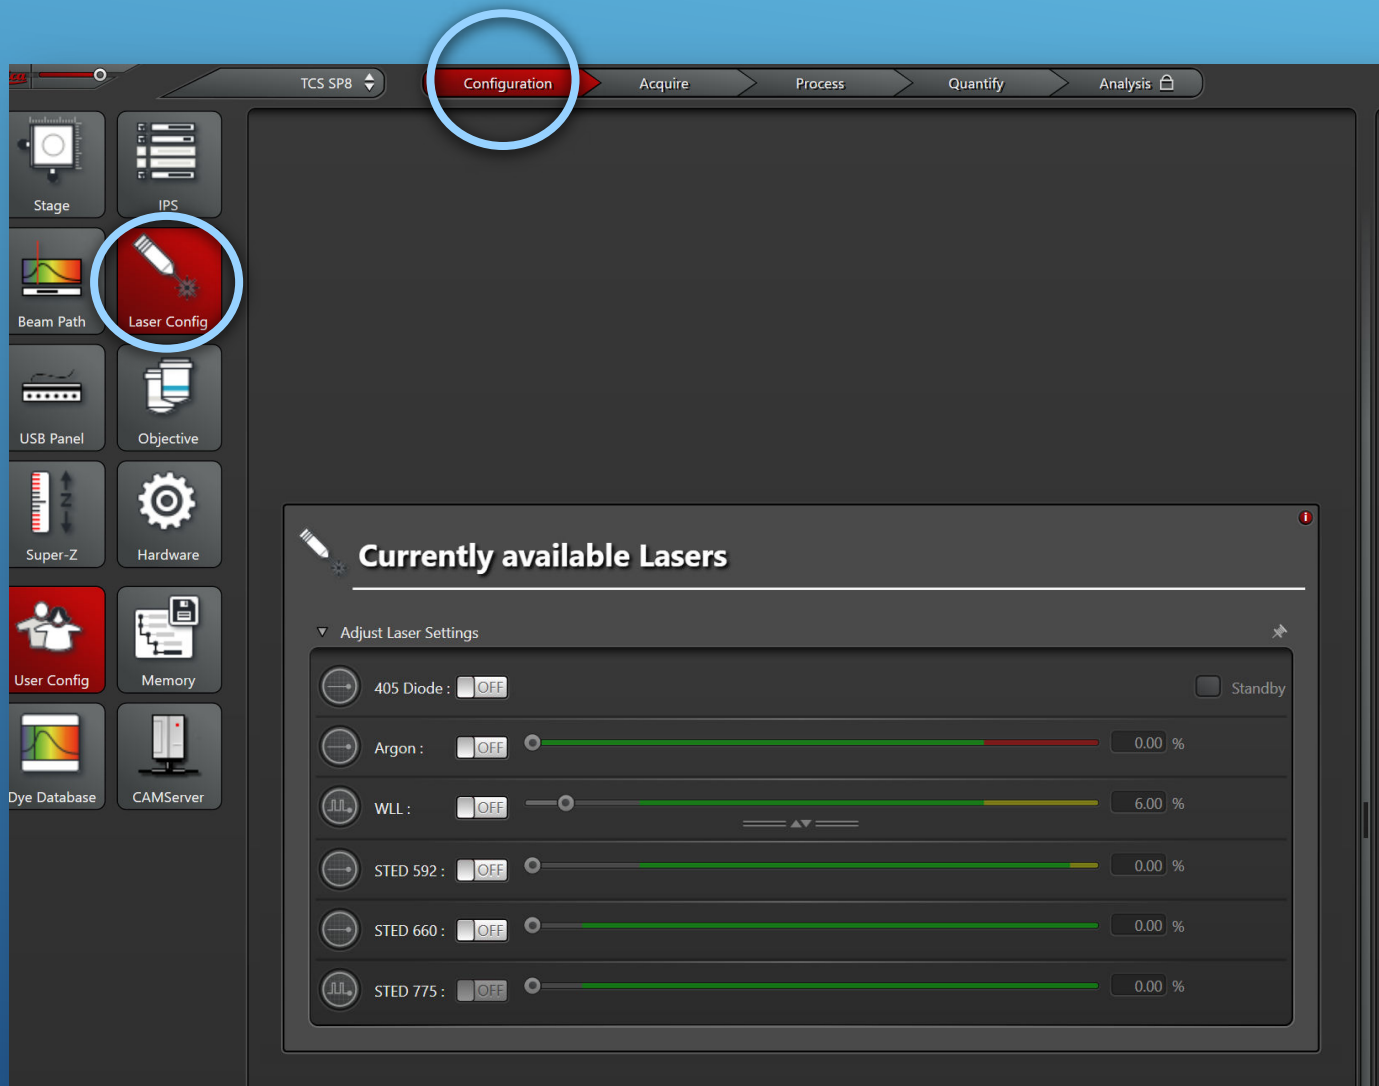 TCS SP8
Configuration
Acquire
Process
Quantify
Analysis
Stage
IPS
Beam Path
Laser Config
USB Panel
Objective
Z
Super-Z
Hardware
User Config
Memory
Dye Database
CAMServer
i
Currently available Lasers
Adjust Laser Settings
405 Diode : OFF Standby
Argon : OFF 0.00 %
WLL : OFF 6.00 %
STED 592 : OFF 0.00 %
STED 660 : OFF 0.00 %
STED 775 : OFF 0.00 %